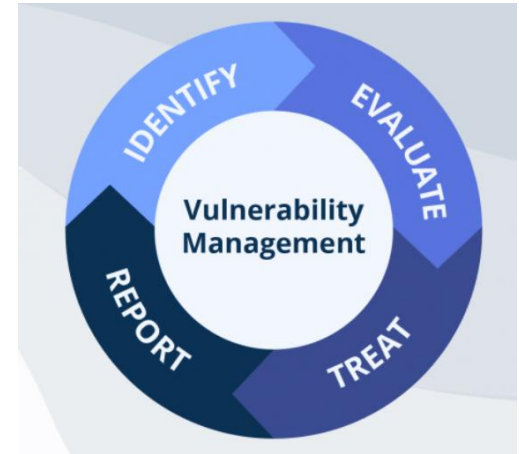 IDENTIFY
EVALUATE
Vulnerability
Management
REPORT
TREAT